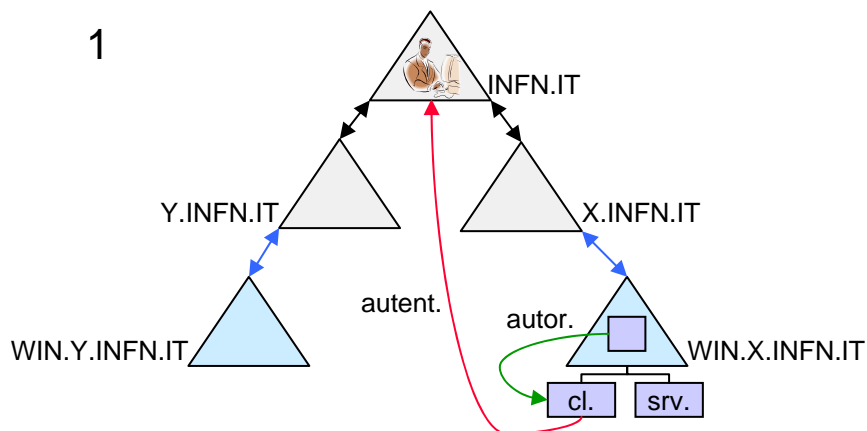 1
INFN.IT
Y.INFN.IT
X.INFN.IT
autent.
autor.
WIN.Y.INFN.IT
WIN.X.INFN.IT
cl.
srv.